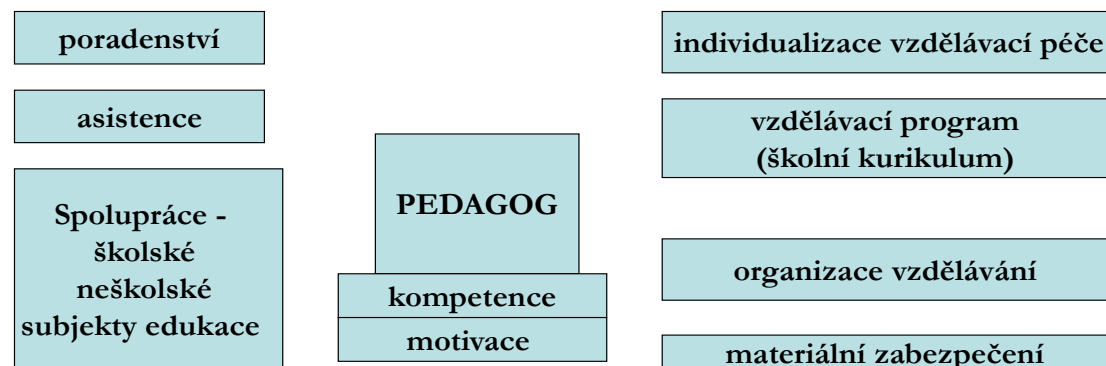 poradenství
asistence
Spolupráce -
školské
neškolské
subjekty edukace
PEDAGOG
kompetence
motivace
individualizace vzdělávací péče
vzdělávací program
(školní kurikulum)
organizace vzdělávání
materiální zabezpečení